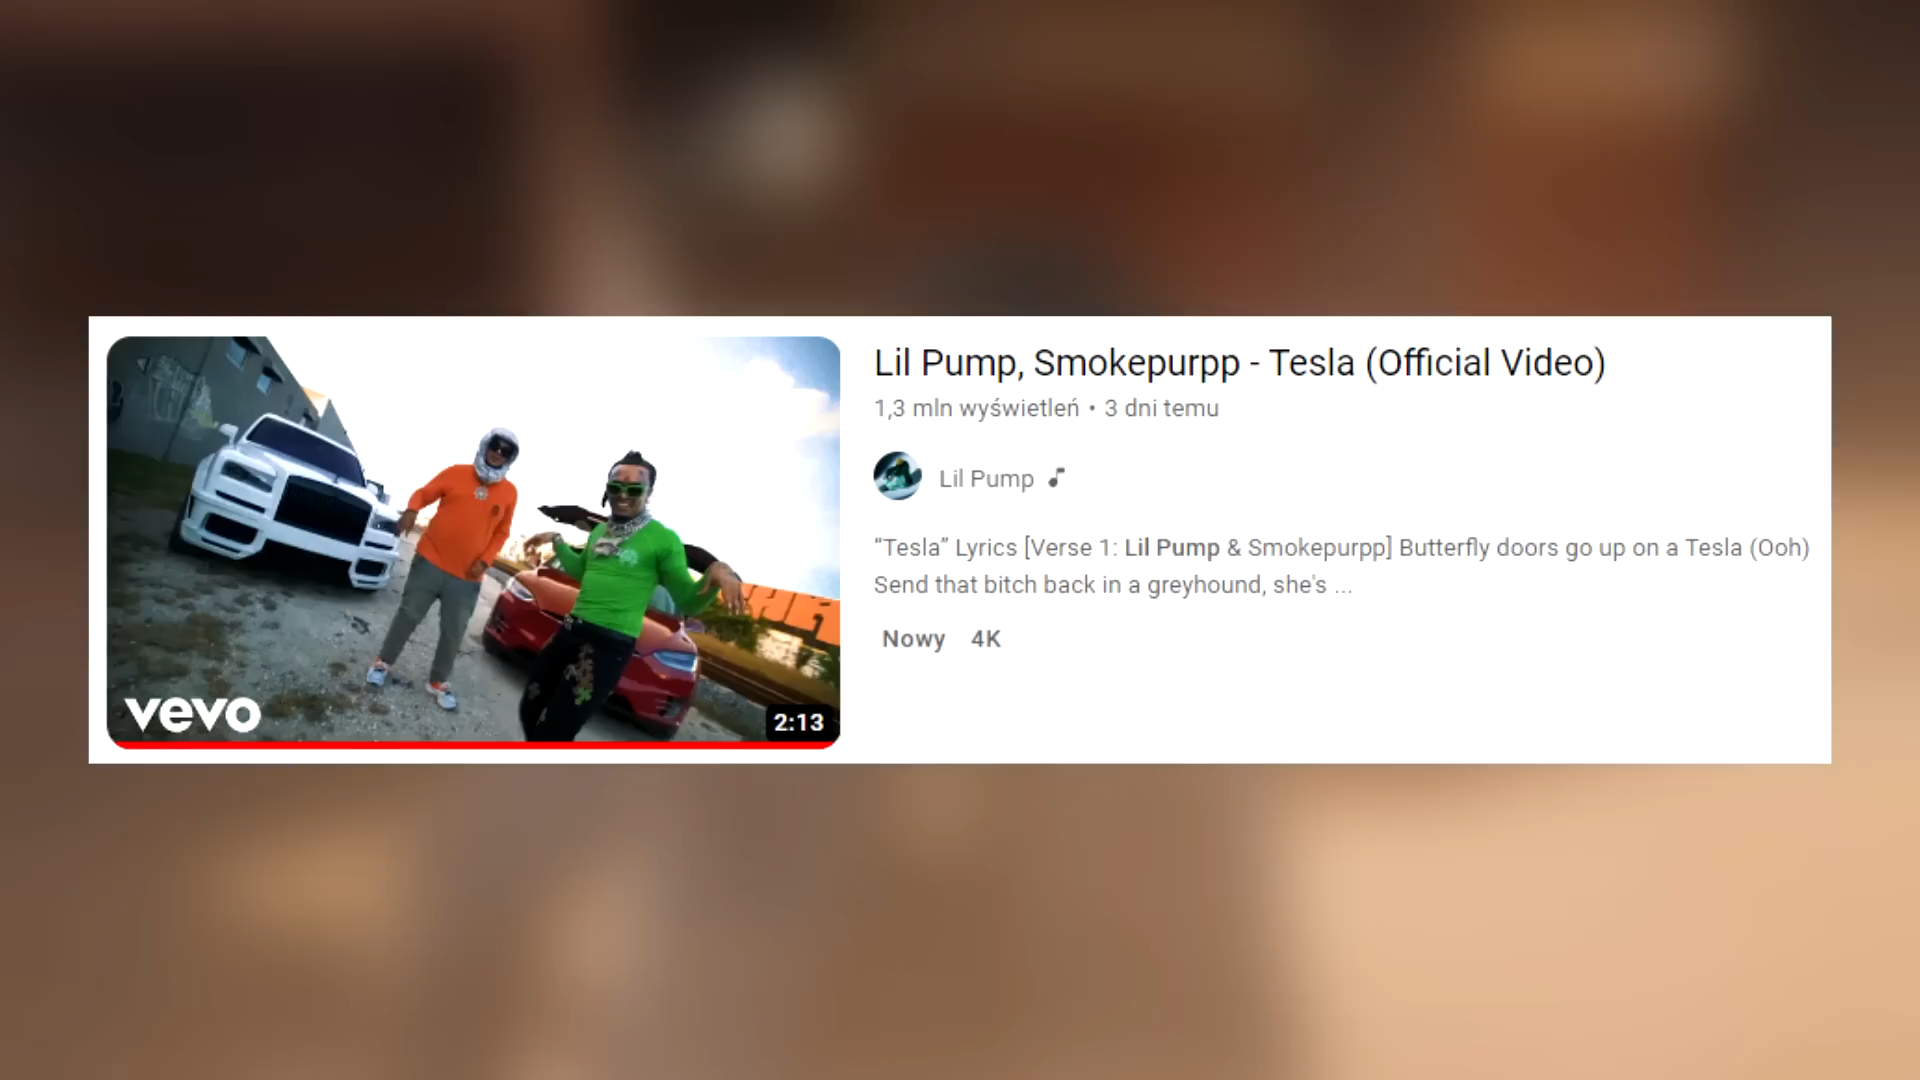 Lil Pump, Smokepurpp - Tesla (Official Video)
1,3 mln wyświetleń • 3 dni temu
Lil Pump
“Tesla” Lyrics [Verse 1: Lil Pump & Smokepurpp] Butterfly doors go up on a Tesla (Ooh)
Send that bitch back in a greyhound, she's ...
Nowy 4K
vevo
2:13